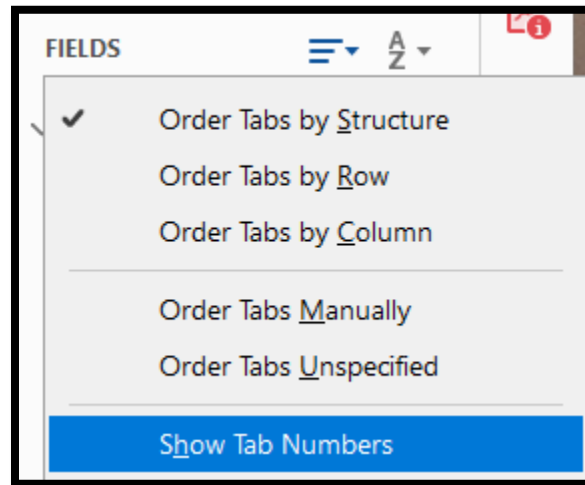 FIELDS
Order Tabs by Structure
Order Tabs by Row
Order Tabs by Column
Order Tabs Manually
Order Tabs Unspecified
Show Tab Numbers